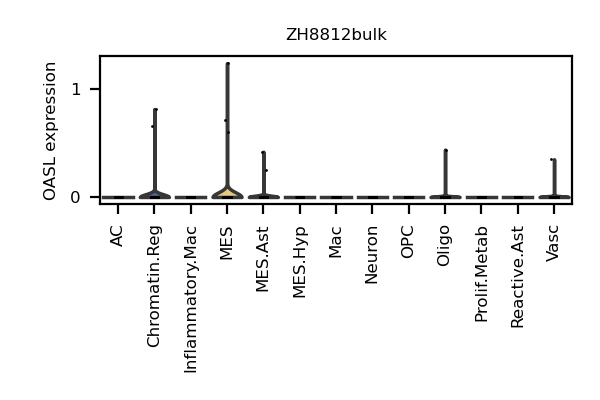 ZH8812bulk
OASL expression
1
0
AC
Chromatin.Reg
Inflammatory.Mac
MES
MES.Ast
MES.Hyp
Mac
Neuron
OPC
Oligo
Prolif.Metab
Reactive.Ast
Vasc